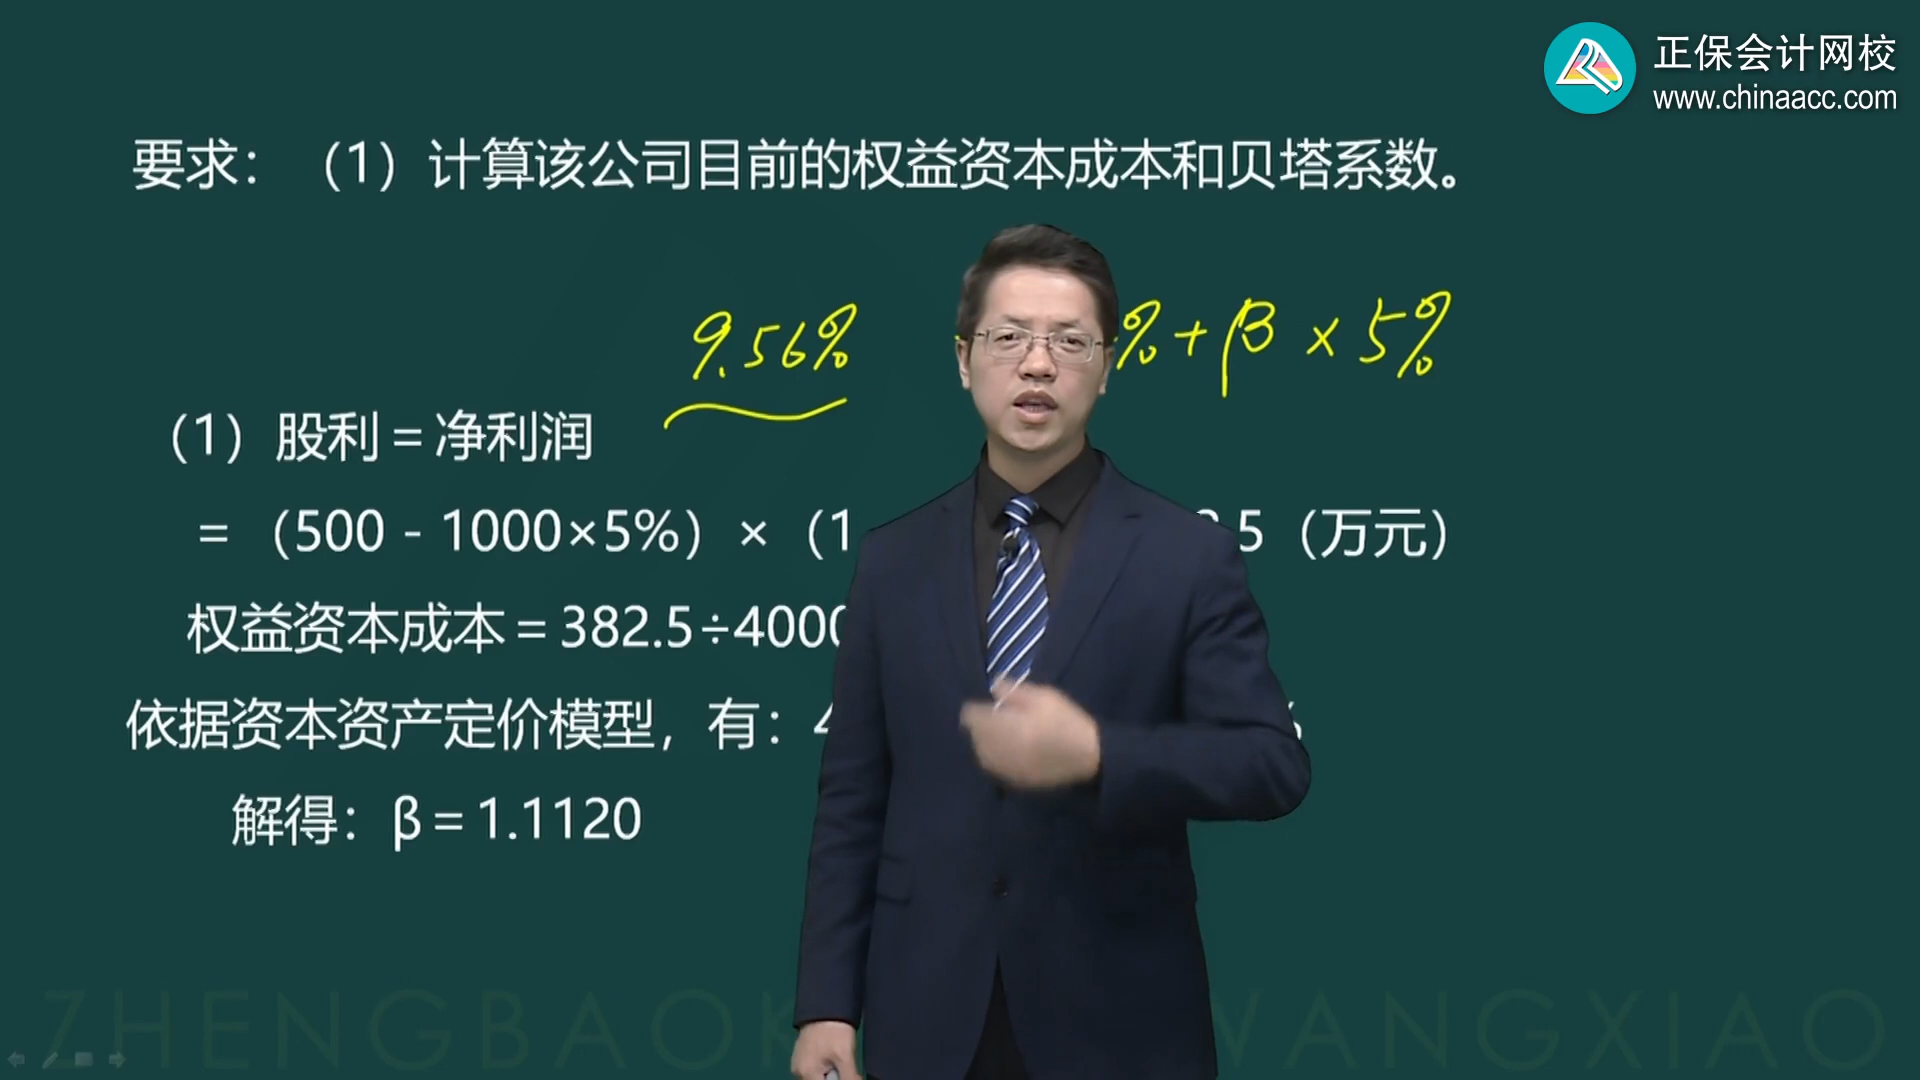 正保会计网校
www.chinaacc.com
要求：（1）计算该公司目前的权益资本成本和贝塔系数。
9.56% % + β × 5%
（1）股利＝净利润
＝（500－1000×5%）×（1 .5（万元）
权益资本成本＝382.5÷4000
依据资本资产定价模型，有：4 %
解得：β＝1.1120
ZHENGBAOK WANGXIAO